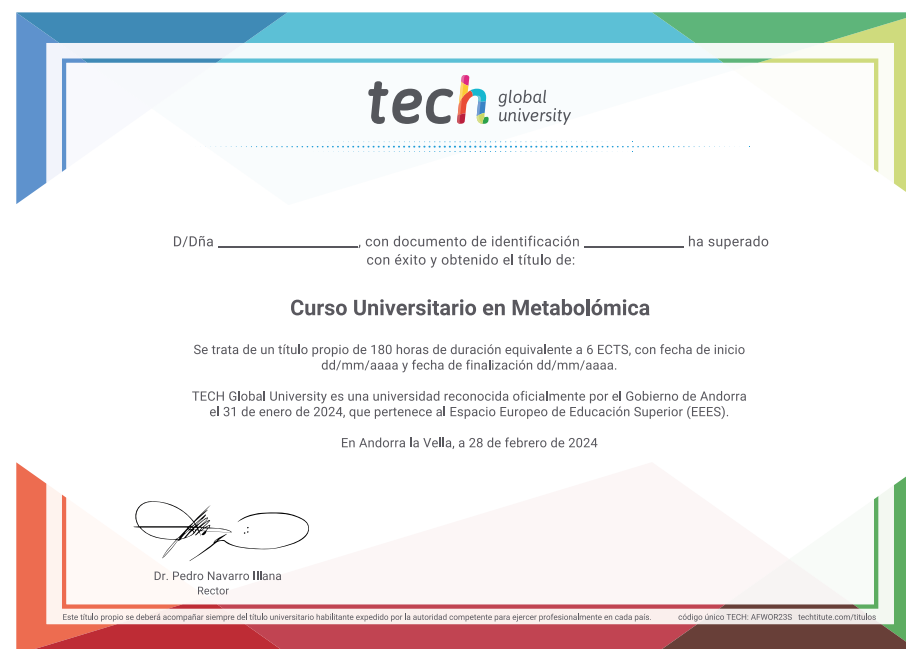 tech global university
D/Dña ____________________, con documento de identificación ______________ ha superado
con éxito y obtenido el título de:
Curso Universitario en Metabolómica
Se trata de un título propio de 180 horas de duración equivalente a 6 ECTS, con fecha de inicio
dd/mm/aaaa y fecha de finalización dd/mm/aaaa.
TECH Global University es una universidad reconocida oficialmente por el Gobierno de Andorra
el 31 de enero de 2024, que pertenece al Espacio Europeo de Educación Superior (EEES).
En Andorra la Vella, a 28 de febrero de 2024
Dr. Pedro Navarro Illana
Rector
Este título propio se deberá acompañar siempre del título universitario habilitante expedido por la autoridad competente para ejercer profesionalmente en cada país. código único TECH: AFWOR23S techtitute.com/titulos